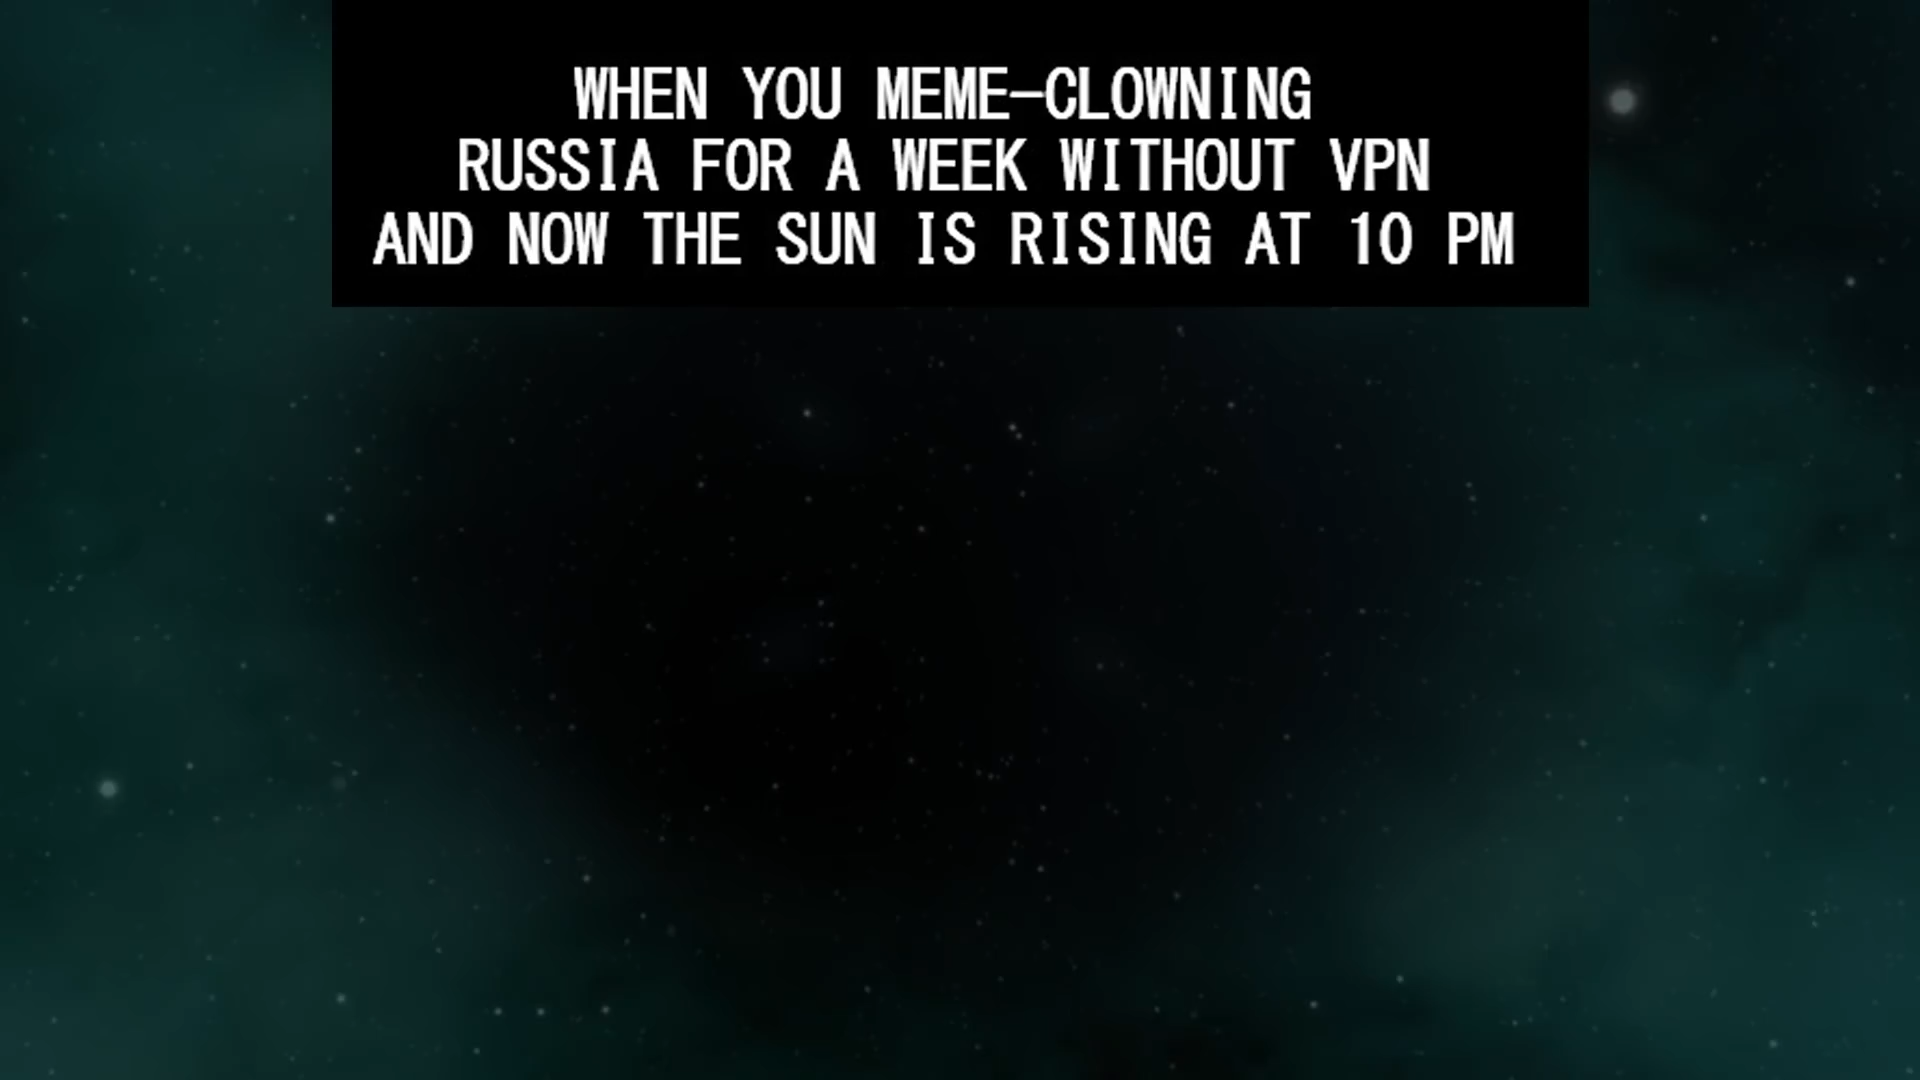 WHEN YOU MEME-CLOWNING
RUSSIA FOR A WEEK WITHOUT VPN
AND NOW THE SUN IS RISING AT 10 PM